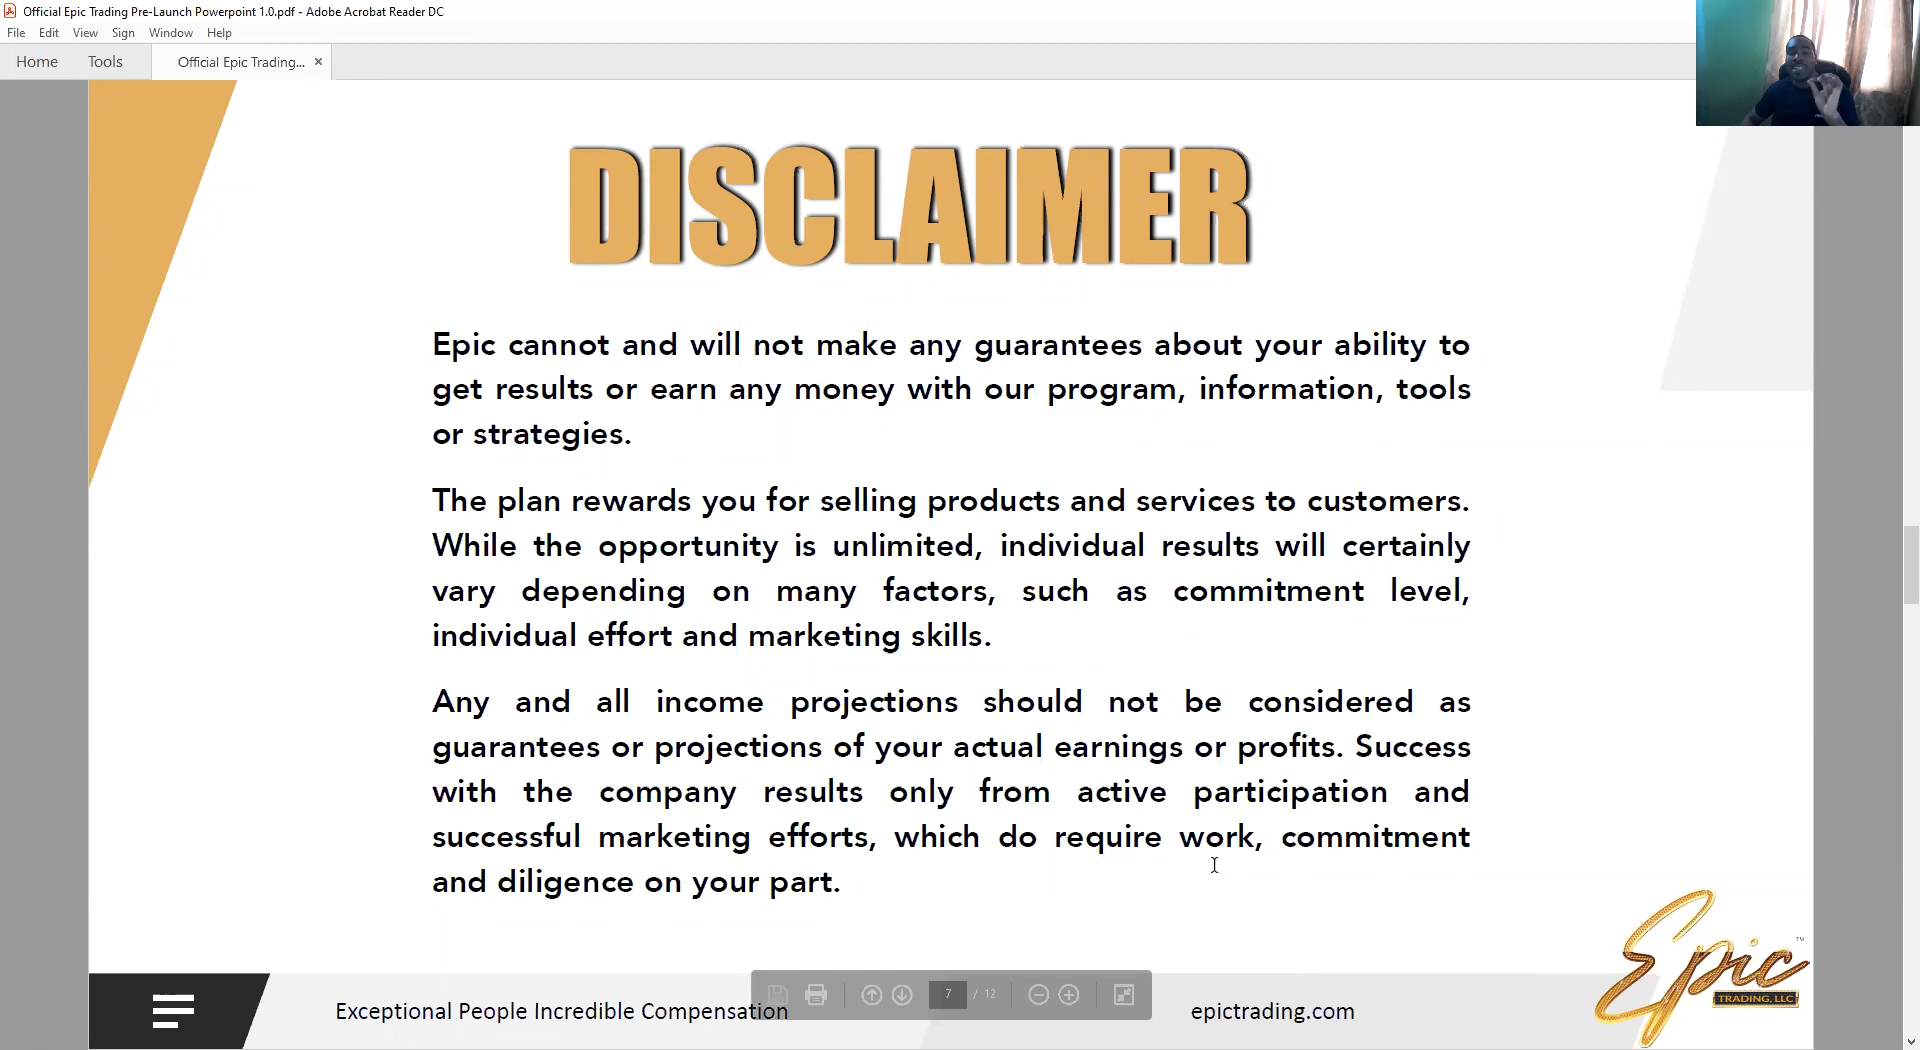 Official Epic Trading Pre-Launch Powerpoint 1.0.pdf - Adobe Acrobat Reader DC
File Edit View Sign Window Help
Home Tools Official Epic Trading... ×
DISCLAIMER
Epic cannot and will not make any guarantees about your ability to
get results or earn any money with our program, information, tools
or strategies.
The plan rewards you for selling products and services to customers.
While the opportunity is unlimited, individual results will certainly
vary depending on many factors, such as commitment level,
individual effort and marketing skills.
Any and all income projections should not be considered as
guarantees or projections of your actual earnings or profits. Success
with the company results only from active participation and
successful marketing efforts, which do require work, commitment
and diligence on your part.
Epic ™
TRADING, LLC
7 / 12
Exceptional People Incredible Compensation
epictrading.com